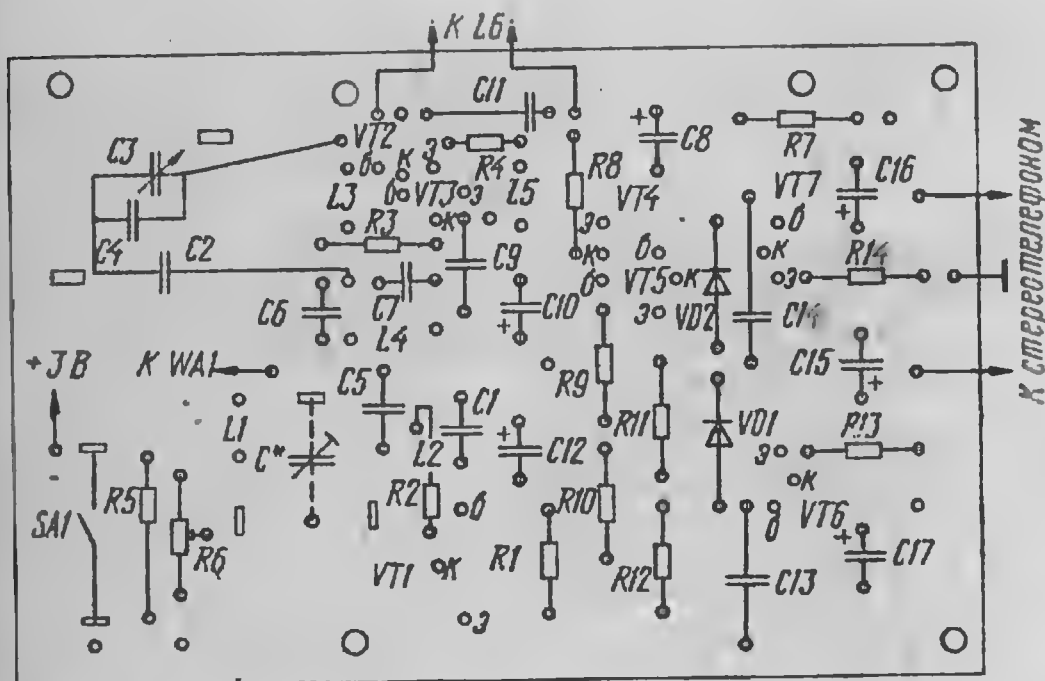 К L6
C11
C3
VT2
э
+
C8
R7
C16
R4
б
к
R8
L3
б
VT3
э
L5
VT4
VT7
К стереотелефонам
C4
C2
R3
к
C9
э
б
+
к
б
к
R14
C7
б
VT5
к
э
C6
L4
+
C10
э
VD2
C14
+3В
К WA1
C15
+
L1
C5
C1
R9
C*
L2
+
C12
R11
VD1
R13
э
к
R5
R2
б
R10
SA1
R6
VT1
к
R1
R12
б
VT6
+
C17
C13
э